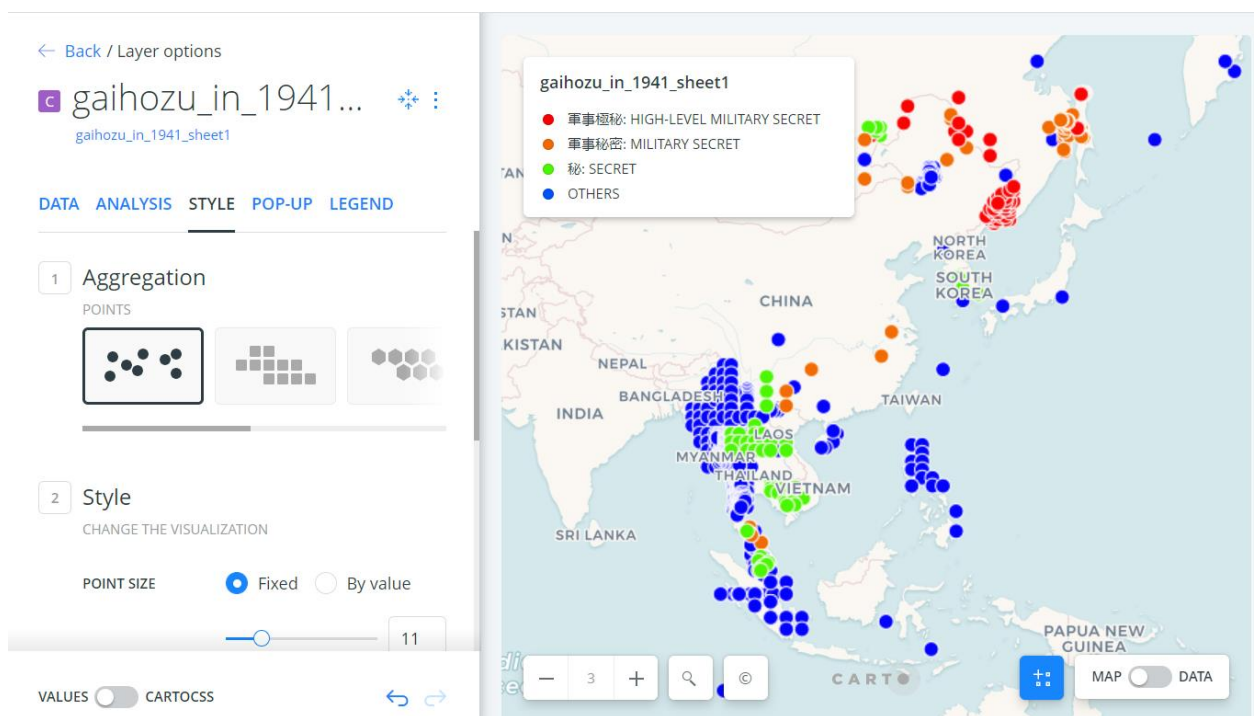 ← Back / Layer options
C gaihozu_in_1941...
gaihozu_in_1941_sheet1
DATA ANALYSIS STYLE POP-UP LEGEND
1 Aggregation
POINTS
2 Style
CHANGE THE VISUALIZATION
POINT SIZE Fixed By value
11
VALUES CARTOCSS
gaihozu_in_1941_sheet1
軍事極秘: HIGH-LEVEL MILITARY SECRET
軍事秘密: MILITARY SECRET
秘: SECRET
OTHERS
NORTH
KOREA
SOUTH
KOREA
CHINA
STAN
KISTAN
NEPAL
BANGLADESH
INDIA
TAIWAN
LAOS
MYANMAR
THAILAND
VIETNAM
SRI LANKA
PAPUA NEW
GUINEA
− 3 +
©
CARTO
MAP DATA